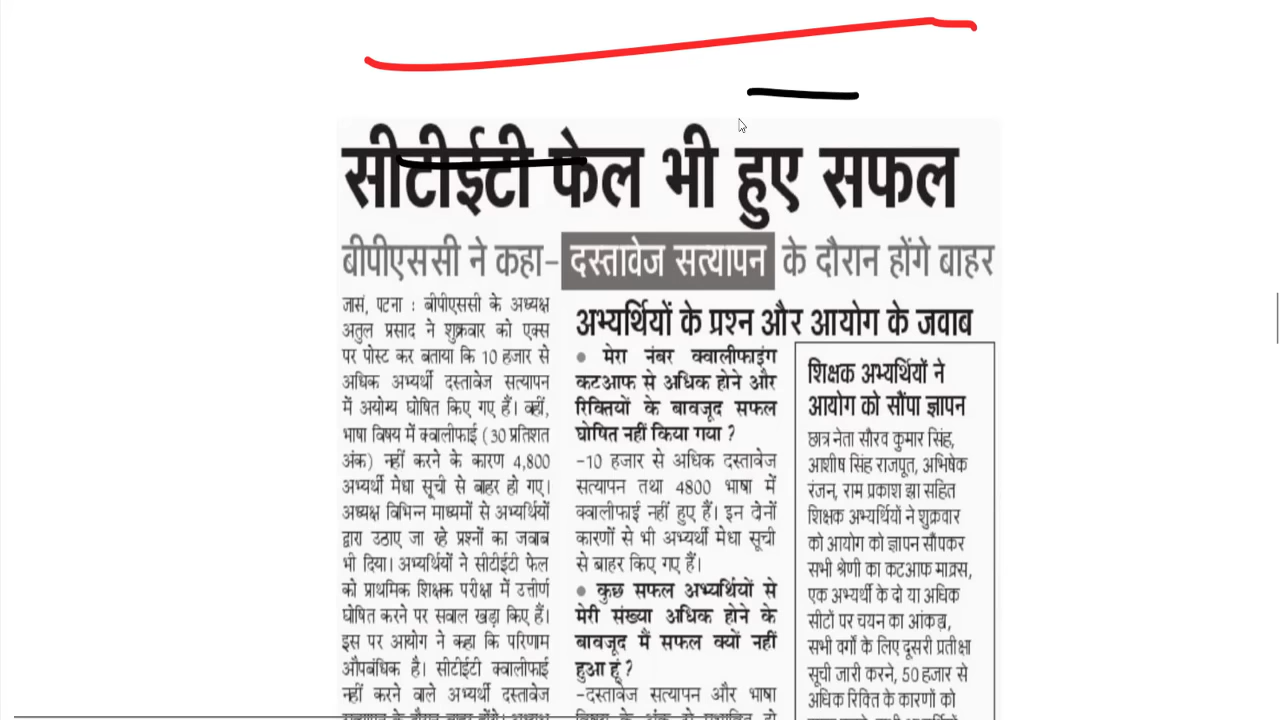 सीटीईटी फेल भी हुए सफल
बीपीएससी ने कहा- दस्तावेज सत्यापन के दौरान होंगे बाहर
जासं, पटना : बीपीएससी के अध्यक्ष
अतुल प्रसाद ने शुक्रवार को एक्स
पर पोस्ट कर बताया कि 10 हजार से
अधिक अभ्यर्थी दस्तावेज सत्यापन
में अयोग्य घोषित किए गए हैं। वहीं,
भाषा विषय में क्वालीफाई (30 प्रतिशत
अंक) नहीं करने के कारण 4,800
अभ्यर्थी मेधा सूची से बाहर हो गए।
अध्यक्ष विभिन्न माध्यमों से अभ्यर्थियों
द्वारा उठाए जा रहे प्रश्नों का जवाब
भी दिया। अभ्यर्थियों ने सीटीईटी फेल
को प्राथमिक शिक्षक परीक्षा में उत्तीर्ण
घोषित करने पर सवाल खड़ा किए हैं।
इस पर आयोग ने कहा कि परिणाम
औपबंधिक है। सीटीईटी क्वालीफाई
नहीं करने वाले अभ्यर्थी दस्तावेज
अभ्यर्थियों के प्रश्न और आयोग के जवाब
● मेरा नंबर क्वालीफाइंग
कटआफ से अधिक होने और
रिक्तियों के बावजूद सफल
घोषित नहीं किया गया ?
-10 हजार से अधिक दस्तावेज
सत्यापन तथा 4800 भाषा में
क्वालीफाई नहीं हुए हैं। इन दोनों
कारणों से भी अभ्यर्थी मेधा सूची
से बाहर किए गए हैं।
● कुछ सफल अभ्यर्थियों से
मेरी संख्या अधिक होने के
बावजूद मैं सफल क्यों नहीं
हुआ हूं ?
-दस्तावेज सत्यापन और भाषा
शिक्षक अभ्यर्थियों ने
आयोग को सौंपा ज्ञापन
छात्र नेता सौरव कुमार सिंह,
आशीष सिंह राजपूत, अभिषेक
रंजन, राम प्रकाश झा सहित
शिक्षक अभ्यर्थियों ने शुक्रवार
को आयोग को ज्ञापन सौंपकर
सभी श्रेणी का कटआफ मार्क्स,
एक अभ्यर्थी के दो या अधिक
सीटों पर चयन का आंकड़ा,
सभी वर्गों के लिए दूसरी प्रतीक्षा
सूची जारी करने, 50 हजार से
अधिक रिक्ति के कारणों को